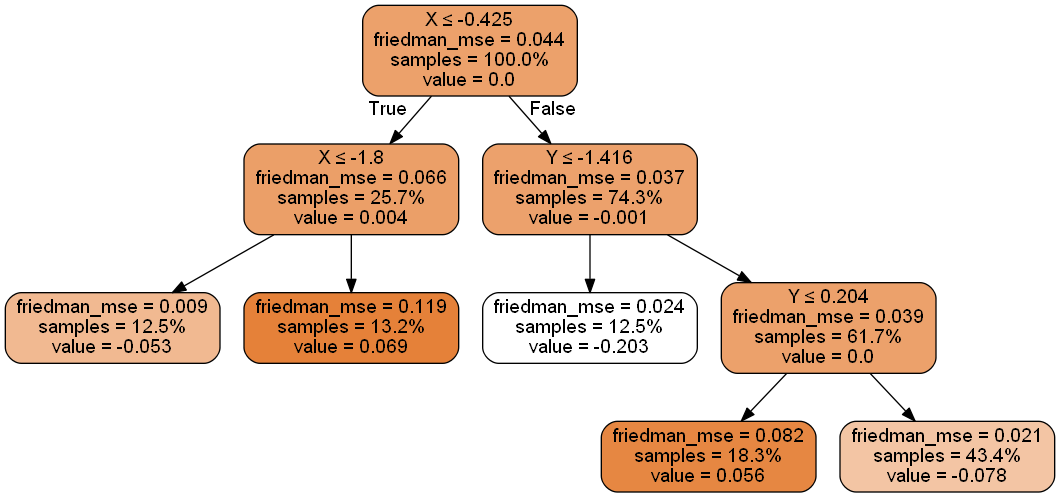 X ≤ -0.425
friedman_mse = 0.044
samples = 100.0%
value = 0.0
True
False
X ≤ -1.8
friedman_mse = 0.066
samples = 25.7%
value = 0.004
Y ≤ -1.416
friedman_mse = 0.037
samples = 74.3%
value = -0.001
friedman_mse = 0.009
samples = 12.5%
value = -0.053
friedman_mse = 0.119
samples = 13.2%
value = 0.069
friedman_mse = 0.024
samples = 12.5%
value = -0.203
Y ≤ 0.204
friedman_mse = 0.039
samples = 61.7%
value = 0.0
friedman_mse = 0.082
samples = 18.3%
value = 0.056
friedman_mse = 0.021
samples = 43.4%
value = -0.078